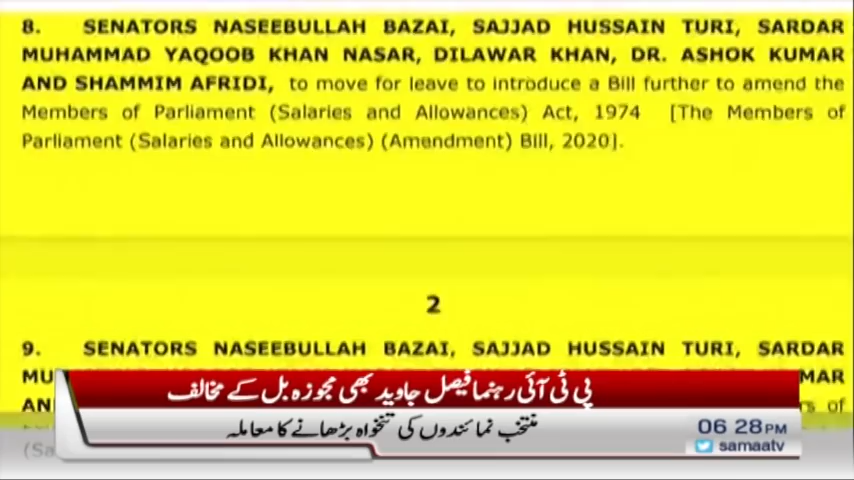 8. SENATORS NASEEBULLAH BAZAI, SAJJAD HUSSAIN TURI, SARDAR
MUHAMMAD YAQOOB KHAN NASAR, DILAWAR KHAN, DR. ASHOK KUMAR
AND SHAMMIM AFRIDI, to move for leave to introduce a Bill further to amend the
Members of Parliament (Salaries and Allowances) Act, 1974 [The Members of
Parliament (Salaries and Allowances) (Amendment) Bill, 2020].
2
9. SENATORS NASEEBULLAH BAZAI, SAJJAD HUSSAIN TURI, SARDAR
پی ٹی آئی رہنما فیصل جاوید بھی مجوزہ بل کے مخالف
منتخب نمائندوں کی تنخواہ بڑھانے کا معاملہ
06 28 PM
samaatv